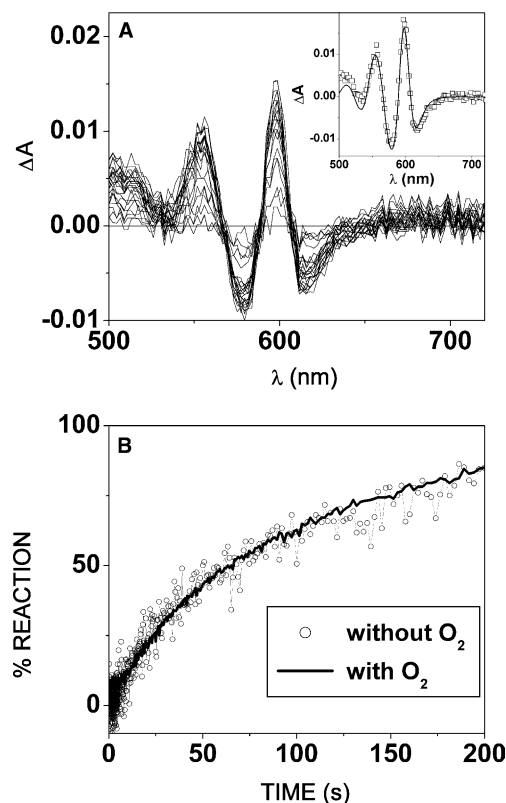 A
0.02
0.01
0.00
-0.01
ΔA
500
600
700
λ (nm)
0.01
0.00
-0.01
ΔA
500
600
700
λ (nm)
B
100
50
0
% REACTION
0
50
100
150
200
TIME (s)
without O₂
with O₂